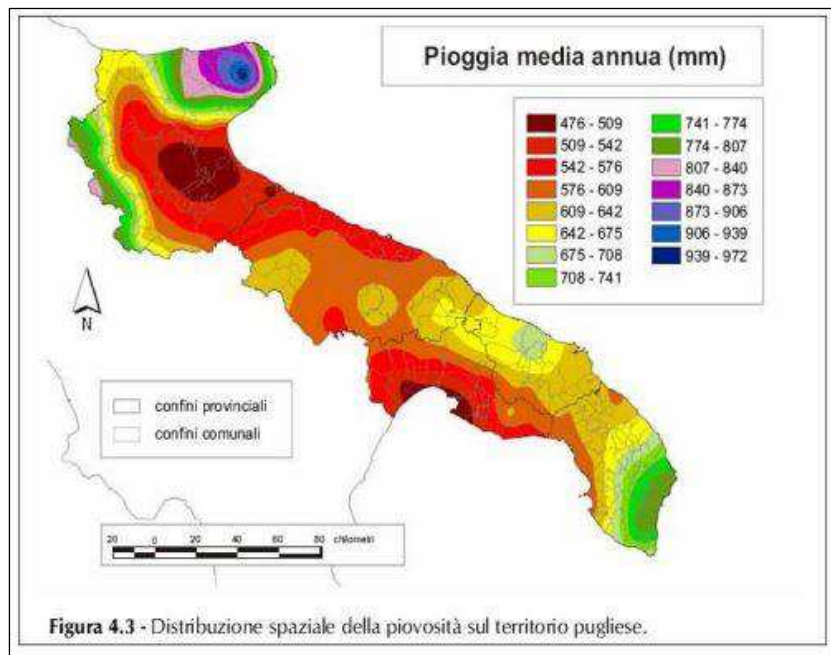 Pioggia media annua (mm)
476 - 509
509 - 542
542 - 576
576 - 609
609 - 642
642 - 675
675 - 708
708 - 741
741 - 774
774 - 807
807 - 840
840 - 873
873 - 906
906 - 939
939 - 972
N
confini provinciali
confini comunali
20 0 20 40 60 80 chilometri
Figura 4.3 - Distribuzione spaziale della piovosità sul territorio pugliese.